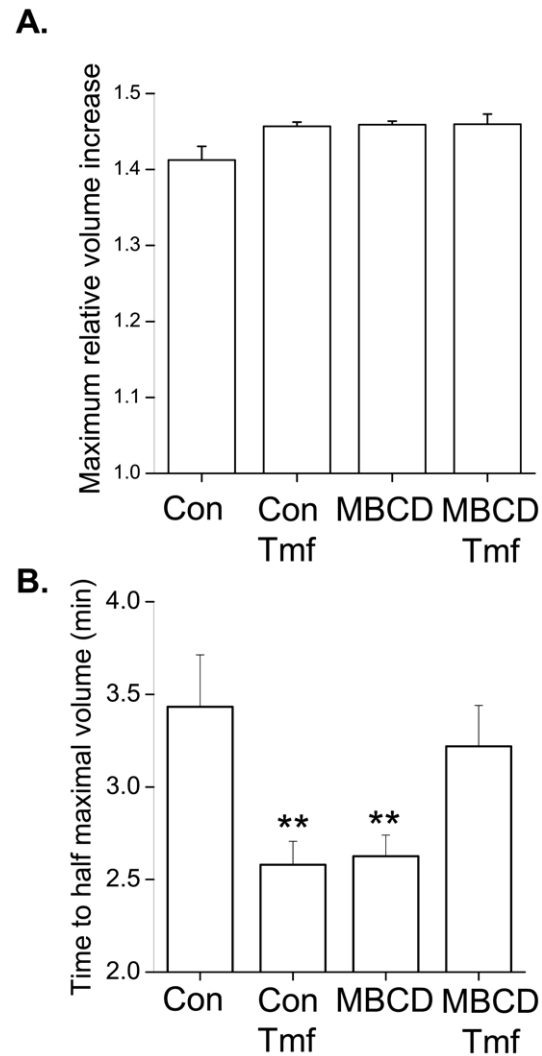 A.
Maximum relative volume increase
1.5
1.4
1.3
1.2
1.1
1.0
Con
Con
Tmf
MBCD
MBCD
Tmf
B.
Time to half maximal volume (min)
4.0
3.5
3.0
2.5
2.0
**
**
Con
Con
Tmf
MBCD
MBCD
Tmf